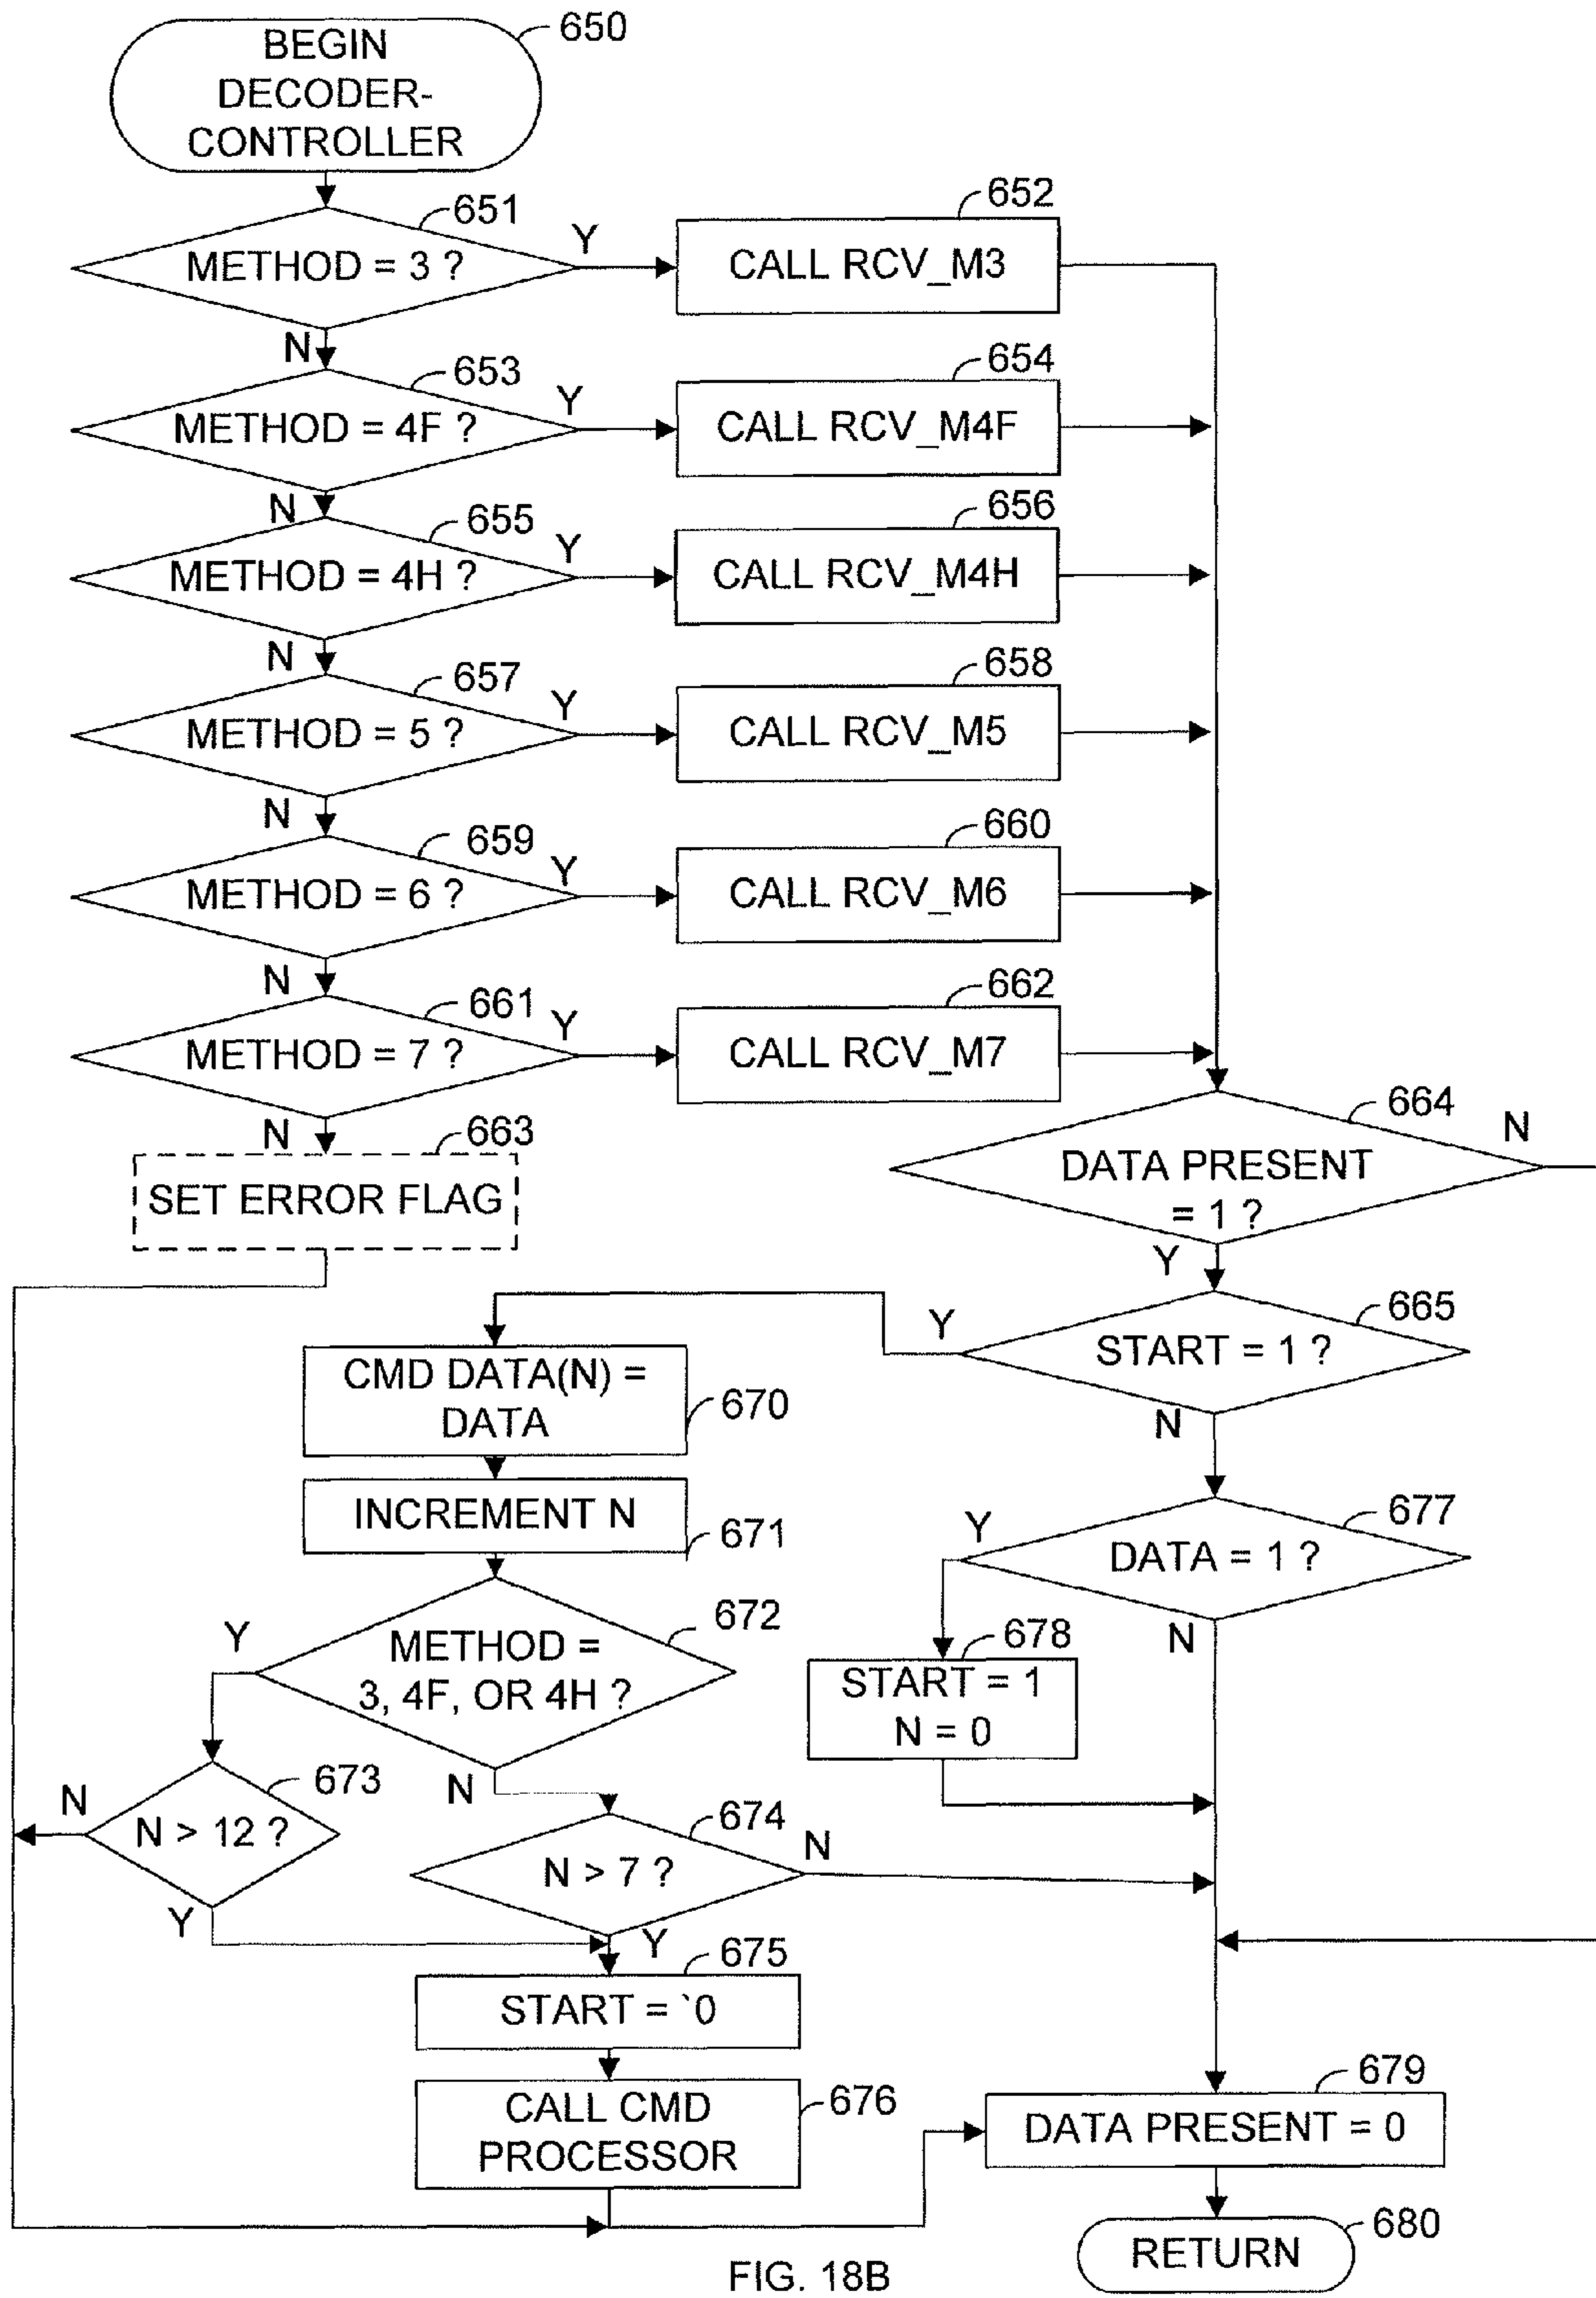 BEGIN
DECODER-
CONTROLLER
650
651
METHOD = 3 ?
Y
N
652
CALL RCV_M3
653
METHOD = 4F ?
Y
N
654
CALL RCV_M4F
655
METHOD = 4H ?
Y
N
656
CALL RCV_M4H
657
METHOD = 5 ?
Y
N
658
CALL RCV_M5
659
METHOD = 6 ?
Y
N
660
CALL RCV_M6
661
METHOD = 7 ?
Y
N
662
CALL RCV_M7
663
SET ERROR FLAG
664
DATA PRESENT
= 1 ?
N
Y
665
START = 1 ?
Y
N
CMD DATA(N) =
DATA
670
INCREMENT N
671
677
DATA = 1 ?
Y
N
672
METHOD =
3, 4F, OR 4H ?
Y
N
678
START = 1
N = 0
673
N > 12 ?
N
Y
674
N > 7 ?
N
Y
675
START = `0
CALL CMD
PROCESSOR
676
679
DATA PRESENT = 0
RETURN
680
FIG. 18B